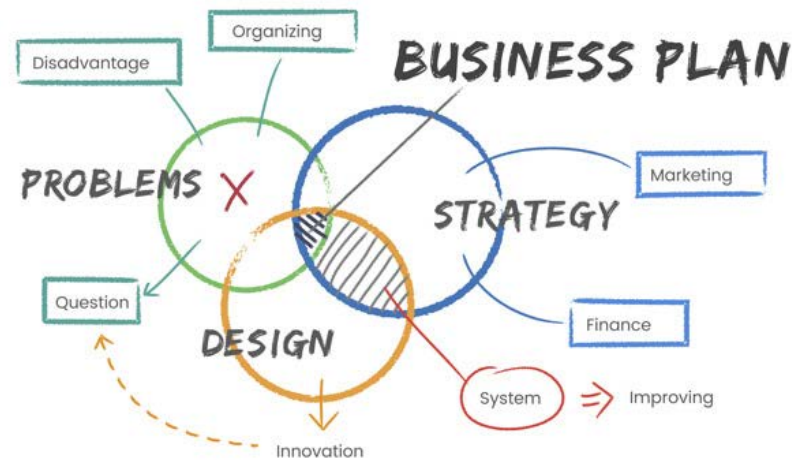 Organizing
Disadvantage
BUSINESS PLAN
PROBLEMS
X
Marketing
STRATEGY
Question
Finance
DESIGN
System
Improving
Innovation